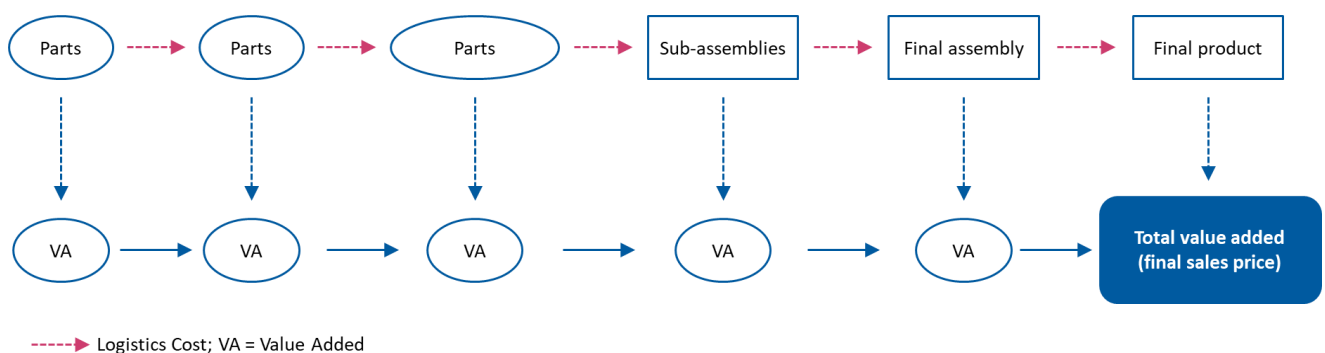 Parts
Parts
Parts
Sub-assemblies
Final assembly
Final product
VA
VA
VA
VA
VA
Total value added
(final sales price)
Logistics Cost; VA = Value Added